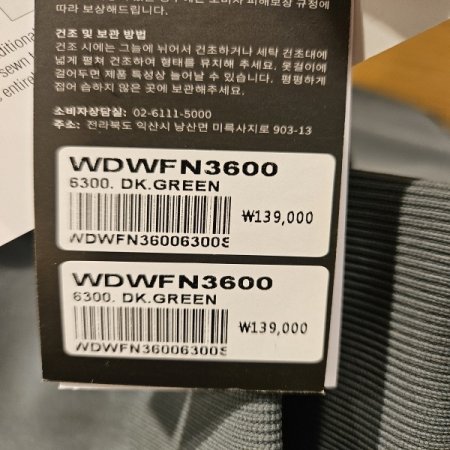 따라 보상해드립니다.
건조 및 보관 방법
건조 시에는 그늘에 뉘어서 건조하거나 세탁 건조대에
넓게 펼쳐 건조하여 형태를 유지해 주세요. 옷걸이에
걸어두면 제품 특성상 늘어날 수 있습니다. 평평하게
접어 습하지 않은 곳에 보관해주세요.
소비자상담실: 02-6111-5000
주소: 전라북도 익산시 낭산면 미륵사지로 903-13
WDWFN3600
6300. DK.GREEN
₩139,000
WDWFN36006300S
WDWFN3600
6300. DK.GREEN
₩139,000
WDWFN36006300S